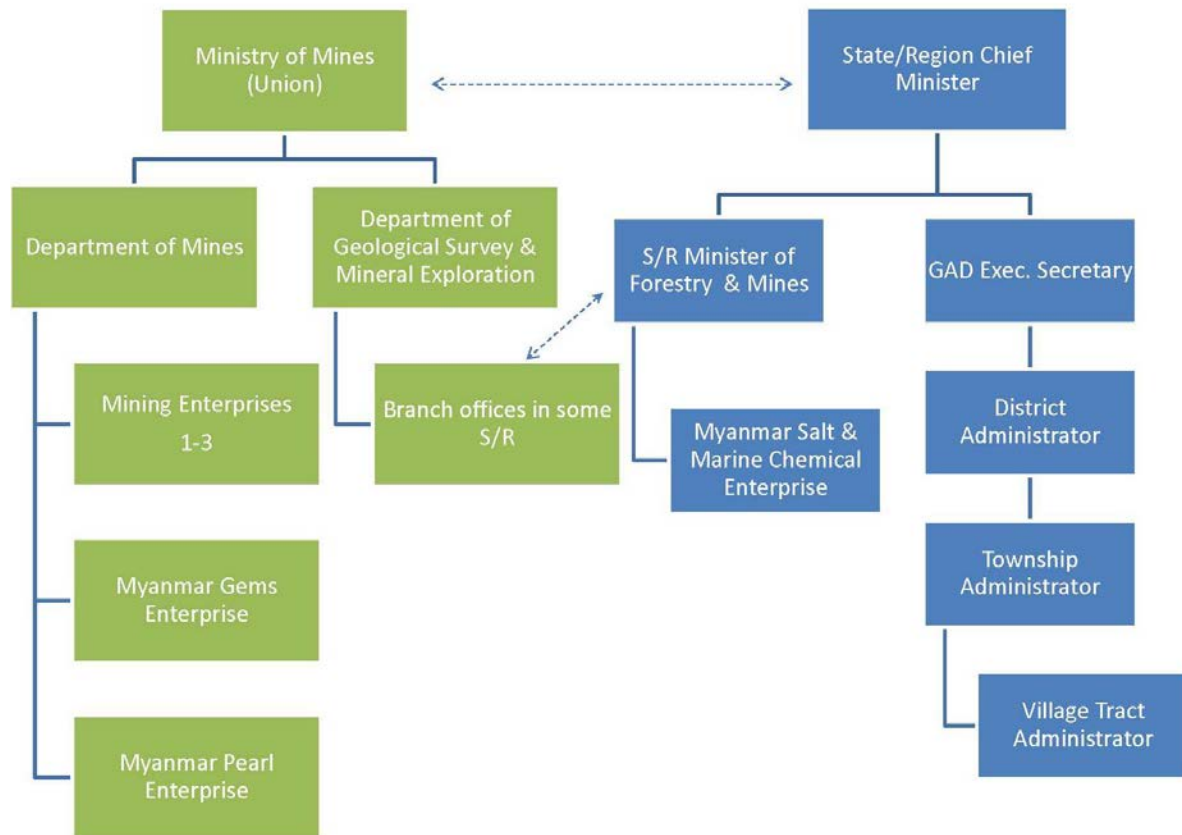 Ministry of Mines
(Union)
State/Region Chief
Minister
Department of Mines
Department of
Geological Survey &
Mineral Exploration
S/R Minister of
Forestry & Mines
GAD Exec. Secretary
Mining Enterprises
1-3
Branch offices in some
S/R
Myanmar Salt &
Marine Chemical
Enterprise
District
Administrator
Myanmar Gems
Enterprise
Township
Administrator
Myanmar Pearl
Enterprise
Village Tract
Administrator